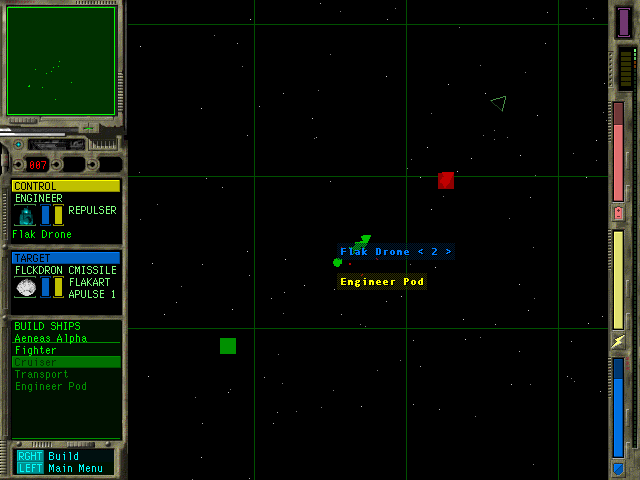 007
CONTROL
ENGINEER
REPULSER
Flak Drone
TARGET
FLCKDRON CMISSILE
FLAKART
APULSE 1
BUILD SHIPS
Aeneas Alpha
Fighter
Cruiser
Transport
Engineer Pod
RGHT Build
LEFT Main Menu
Flak Drone < 2 >
Engineer Pod